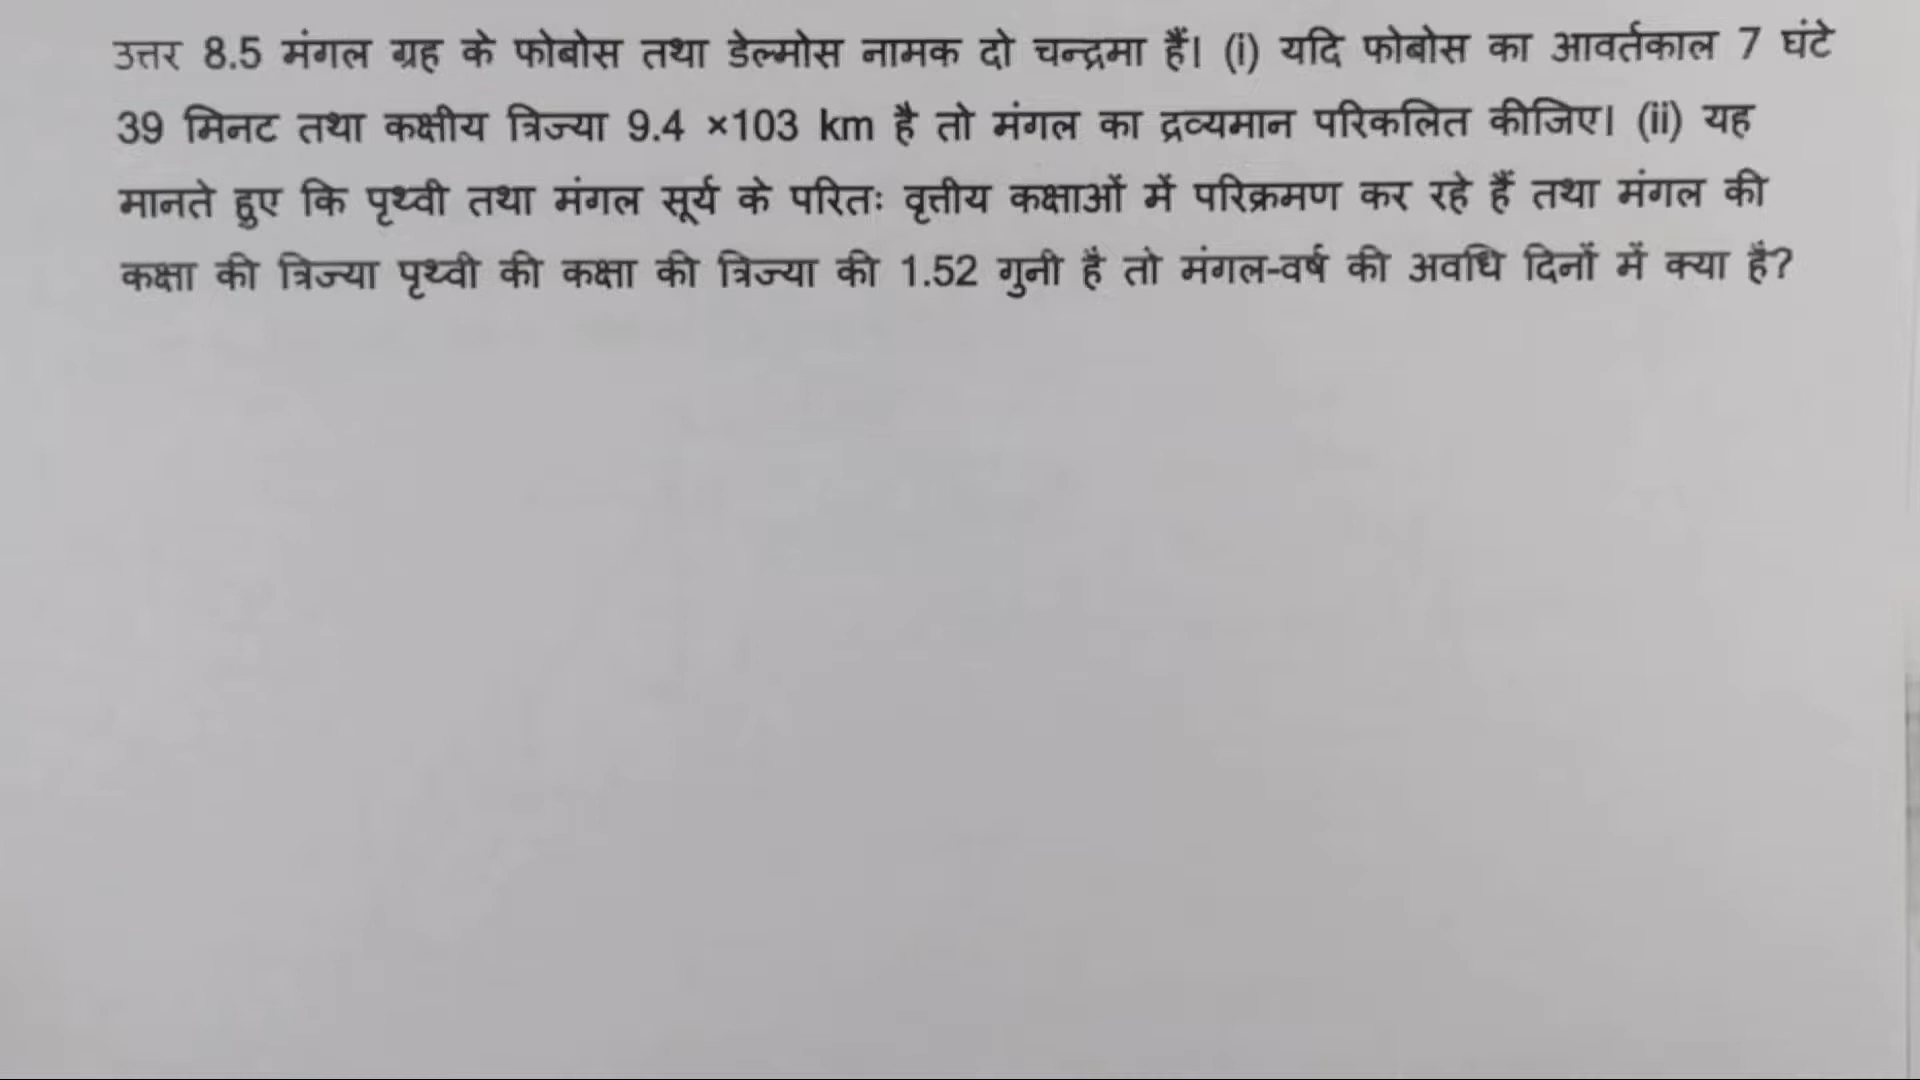 उत्तर 8.5 मंगल ग्रह के फोबोस तथा डेल्मोस नामक दो चन्द्रमा हैं। (i) यदि फोबोस का आवर्तकाल 7 घंटे
39 मिनट तथा कक्षीय त्रिज्या 9.4 ×103 km है तो मंगल का द्रव्यमान परिकलित कीजिए। (ii) यह
मानते हुए कि पृथ्वी तथा मंगल सूर्य के परितः वृत्तीय कक्षाओं में परिक्रमण कर रहे हैं तथा मंगल की
कक्षा की त्रिज्या पृथ्वी की कक्षा की त्रिज्या की 1.52 गुनी है तो मंगल-वर्ष की अवधि दिनों में क्या है?